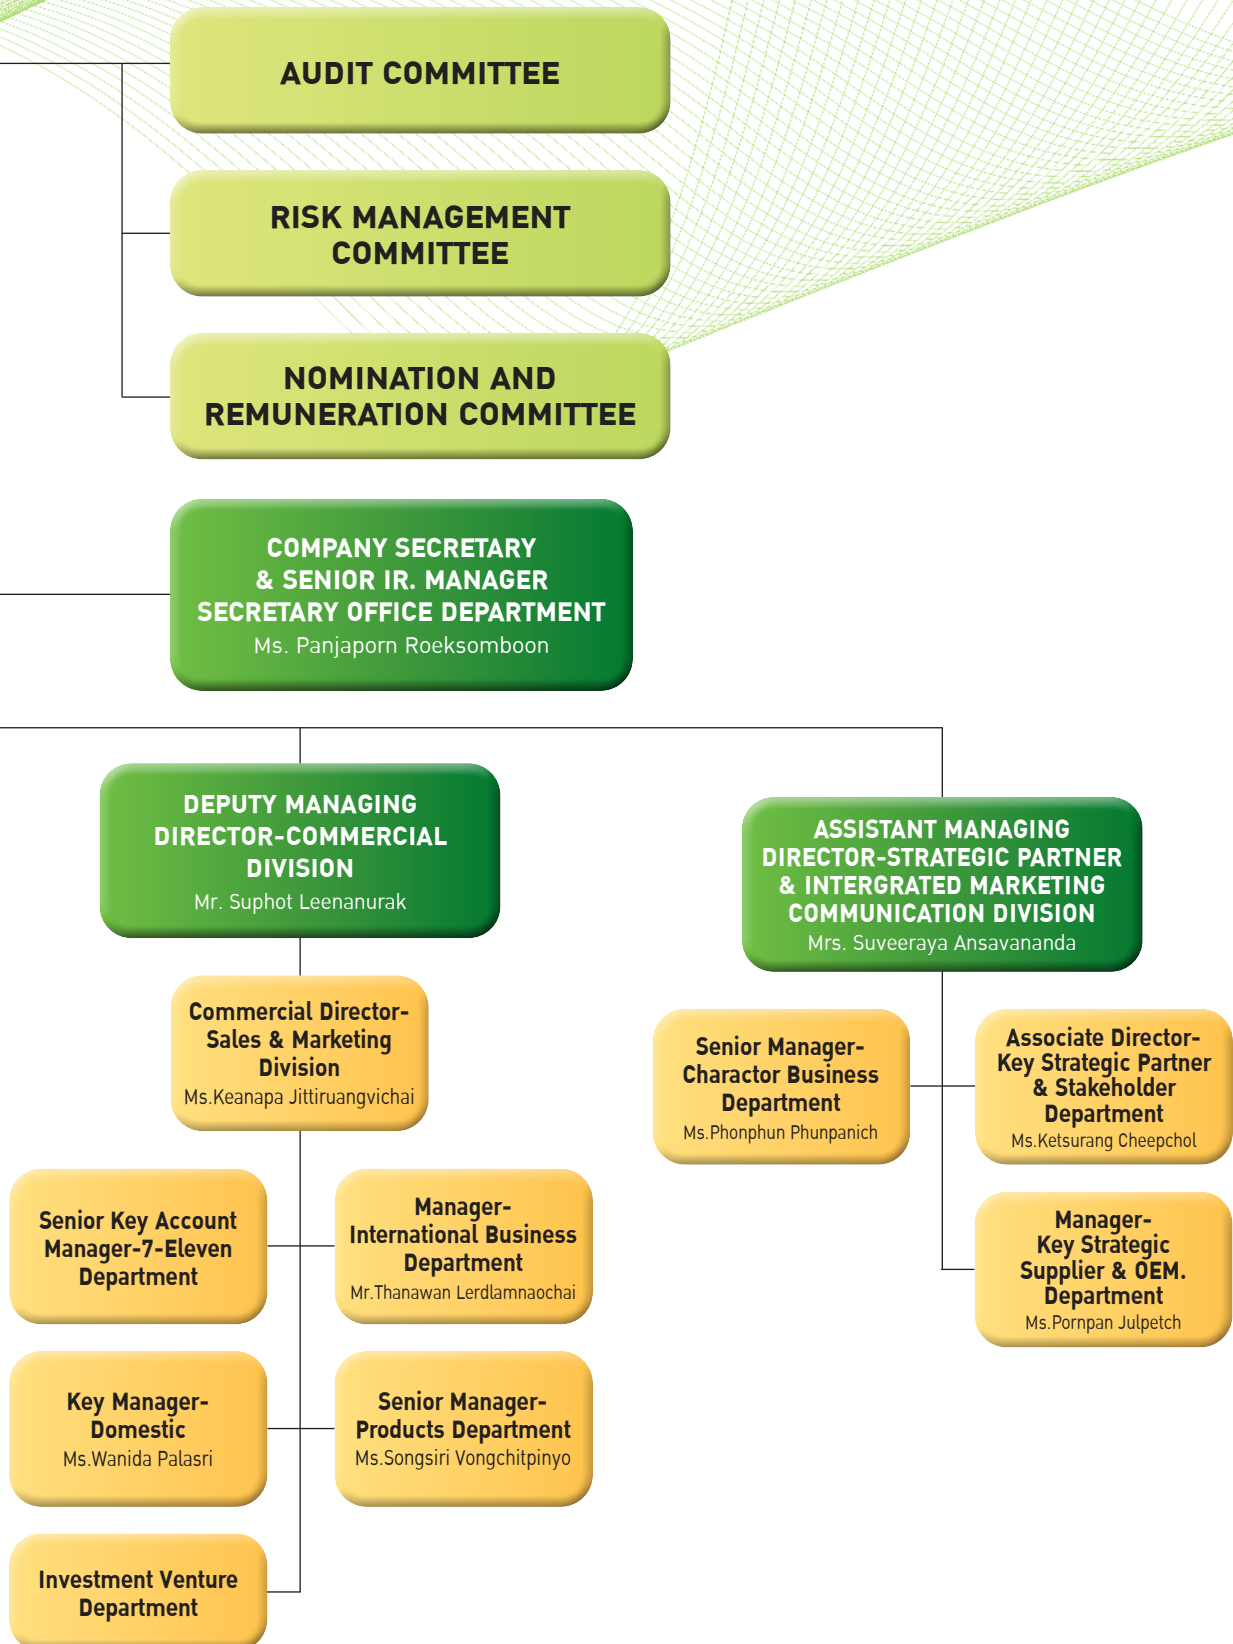 AUDIT COMMITTEE
RISK MANAGEMENT
COMMITTEE
NOMINATION AND
REMUNERATION COMMITTEE
COMPANY SECRETARY
& SENIOR IR. MANAGER
SECRETARY OFFICE DEPARTMENT
Ms. Panjaporn Roeksomboon
DEPUTY MANAGING
DIRECTOR-COMMERCIAL
DIVISION
Mr. Suphot Leenanurak
ASSISTANT MANAGING
DIRECTOR-STRATEGIC PARTNER
& INTERGRATED MARKETING
COMMUNICATION DIVISION
Mrs. Suveeraya Ansavananda
Commercial Director-
Sales & Marketing
Division
Ms.Keanapa Jittiruangvichai
Senior Manager-
Charactor Business
Department
Ms.Phonphun Phunpanich
Associate Director-
Key Strategic Partner
& Stakeholder
Department
Ms.Ketsurang Cheepchol
Senior Key Account
Manager-7-Eleven
Department
Manager-
International Business
Department
Mr.Thanawan Lerdlamnaochai
Manager-
Key Strategic
Supplier & OEM.
Department
Ms.Pornpan Julpetch
Key Manager-
Domestic
Ms.Wanida Palasri
Senior Manager-
Products Department
Ms.Songsiri Vongchitpinyo
Investment Venture
Department